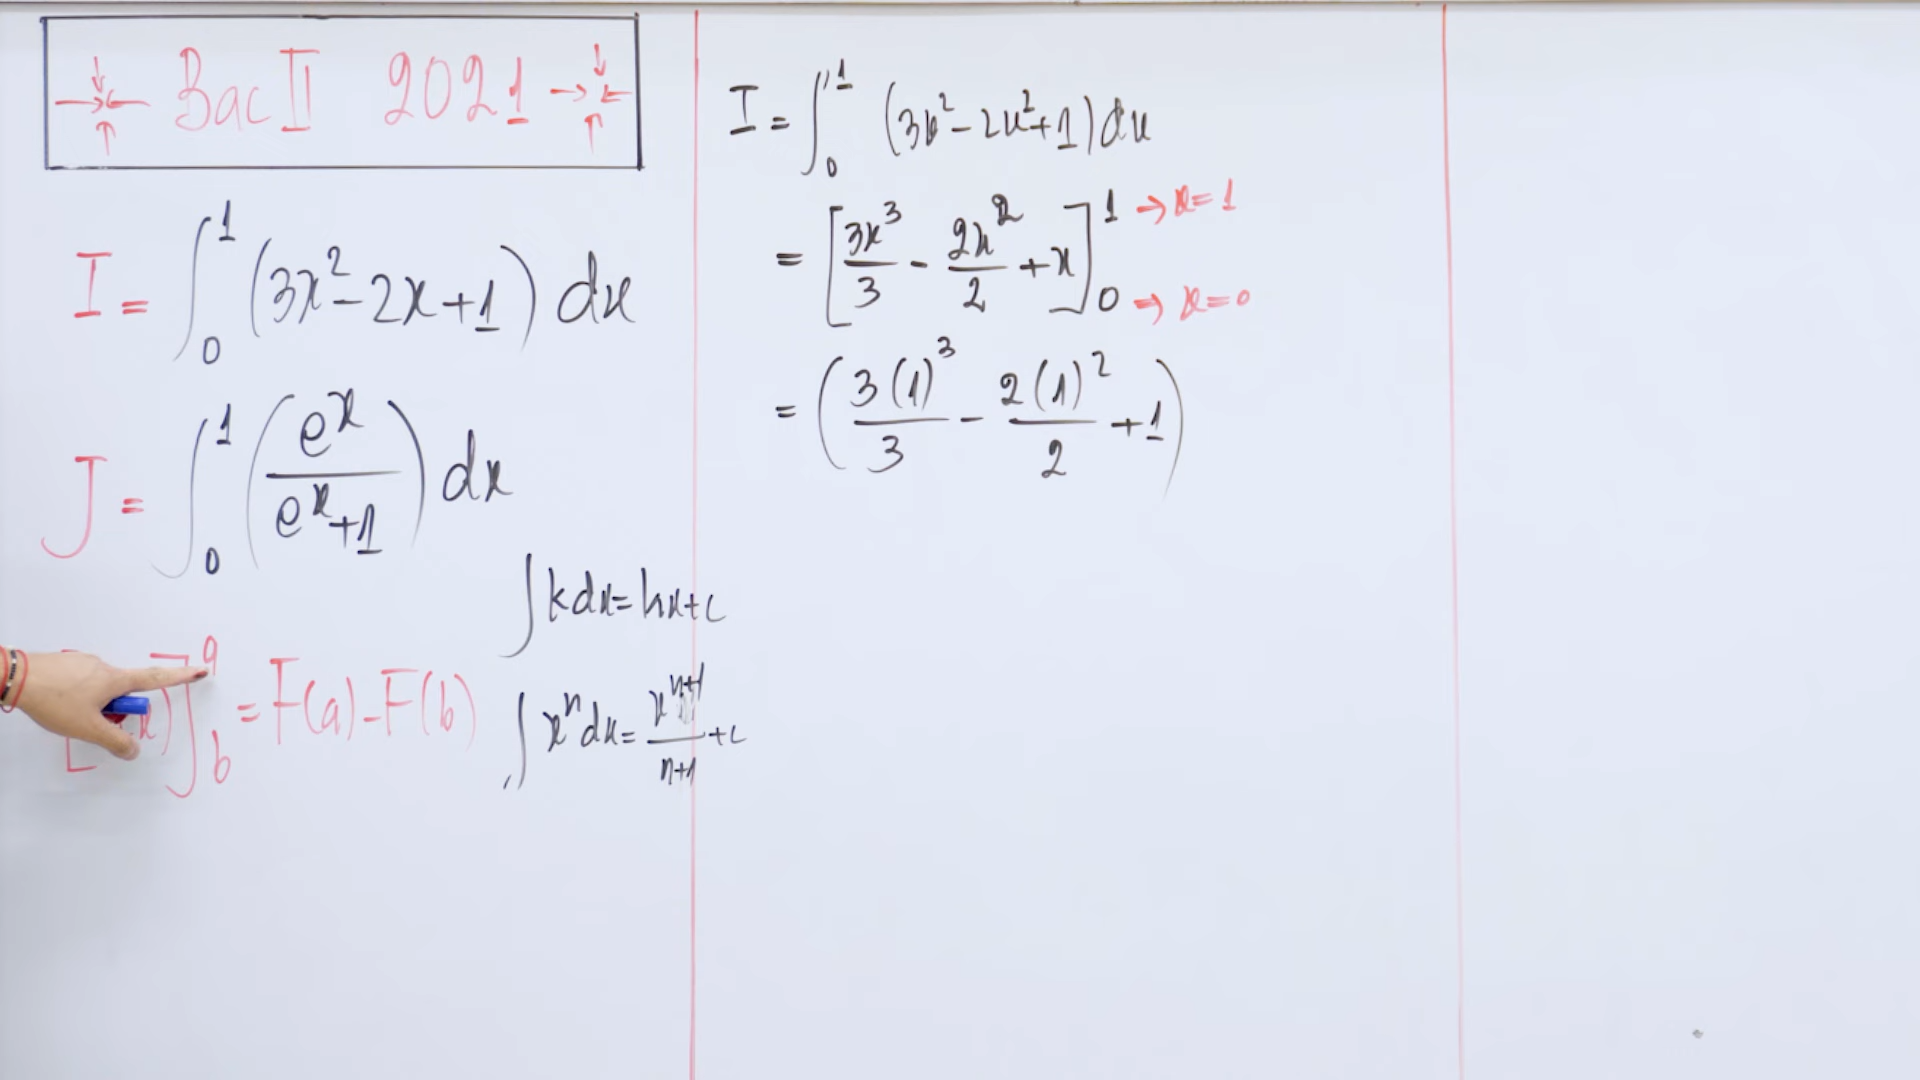 Bac II 2021
I = ∫₀¹ (3x² - 2x + 1) dx
J = ∫₀¹ (eˣ / (eˣ + 1)) dx
∫ k dx = kx + c
[ x)]ᵃ_b = F(a) - F(b)
∫ xⁿ dx = xⁿ⁺¹ / (n+1) + c
I = ∫₀¹ (3x² - 2x² + 1) dx
= [3x³/3 - 2x²/2 + x]₀¹ → x = 1
→ x = 0
= (3(1)³/3 - 2(1)²/2 + 1)